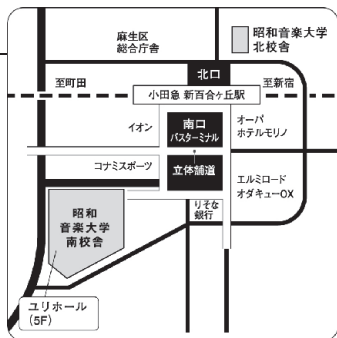 麻生区
総合庁舎
昭和音楽大学
北校舎
北口
至町田
至新宿
小田急 新百合ヶ丘駅
イオン
南口
バスターミナル
オーパ
ホテルモリノ
コナミスポーツ
立体舗道
エルミロード
オダキューOX
りそな
銀行
昭和
音楽大学
南校舎
ユリホール
(5F)